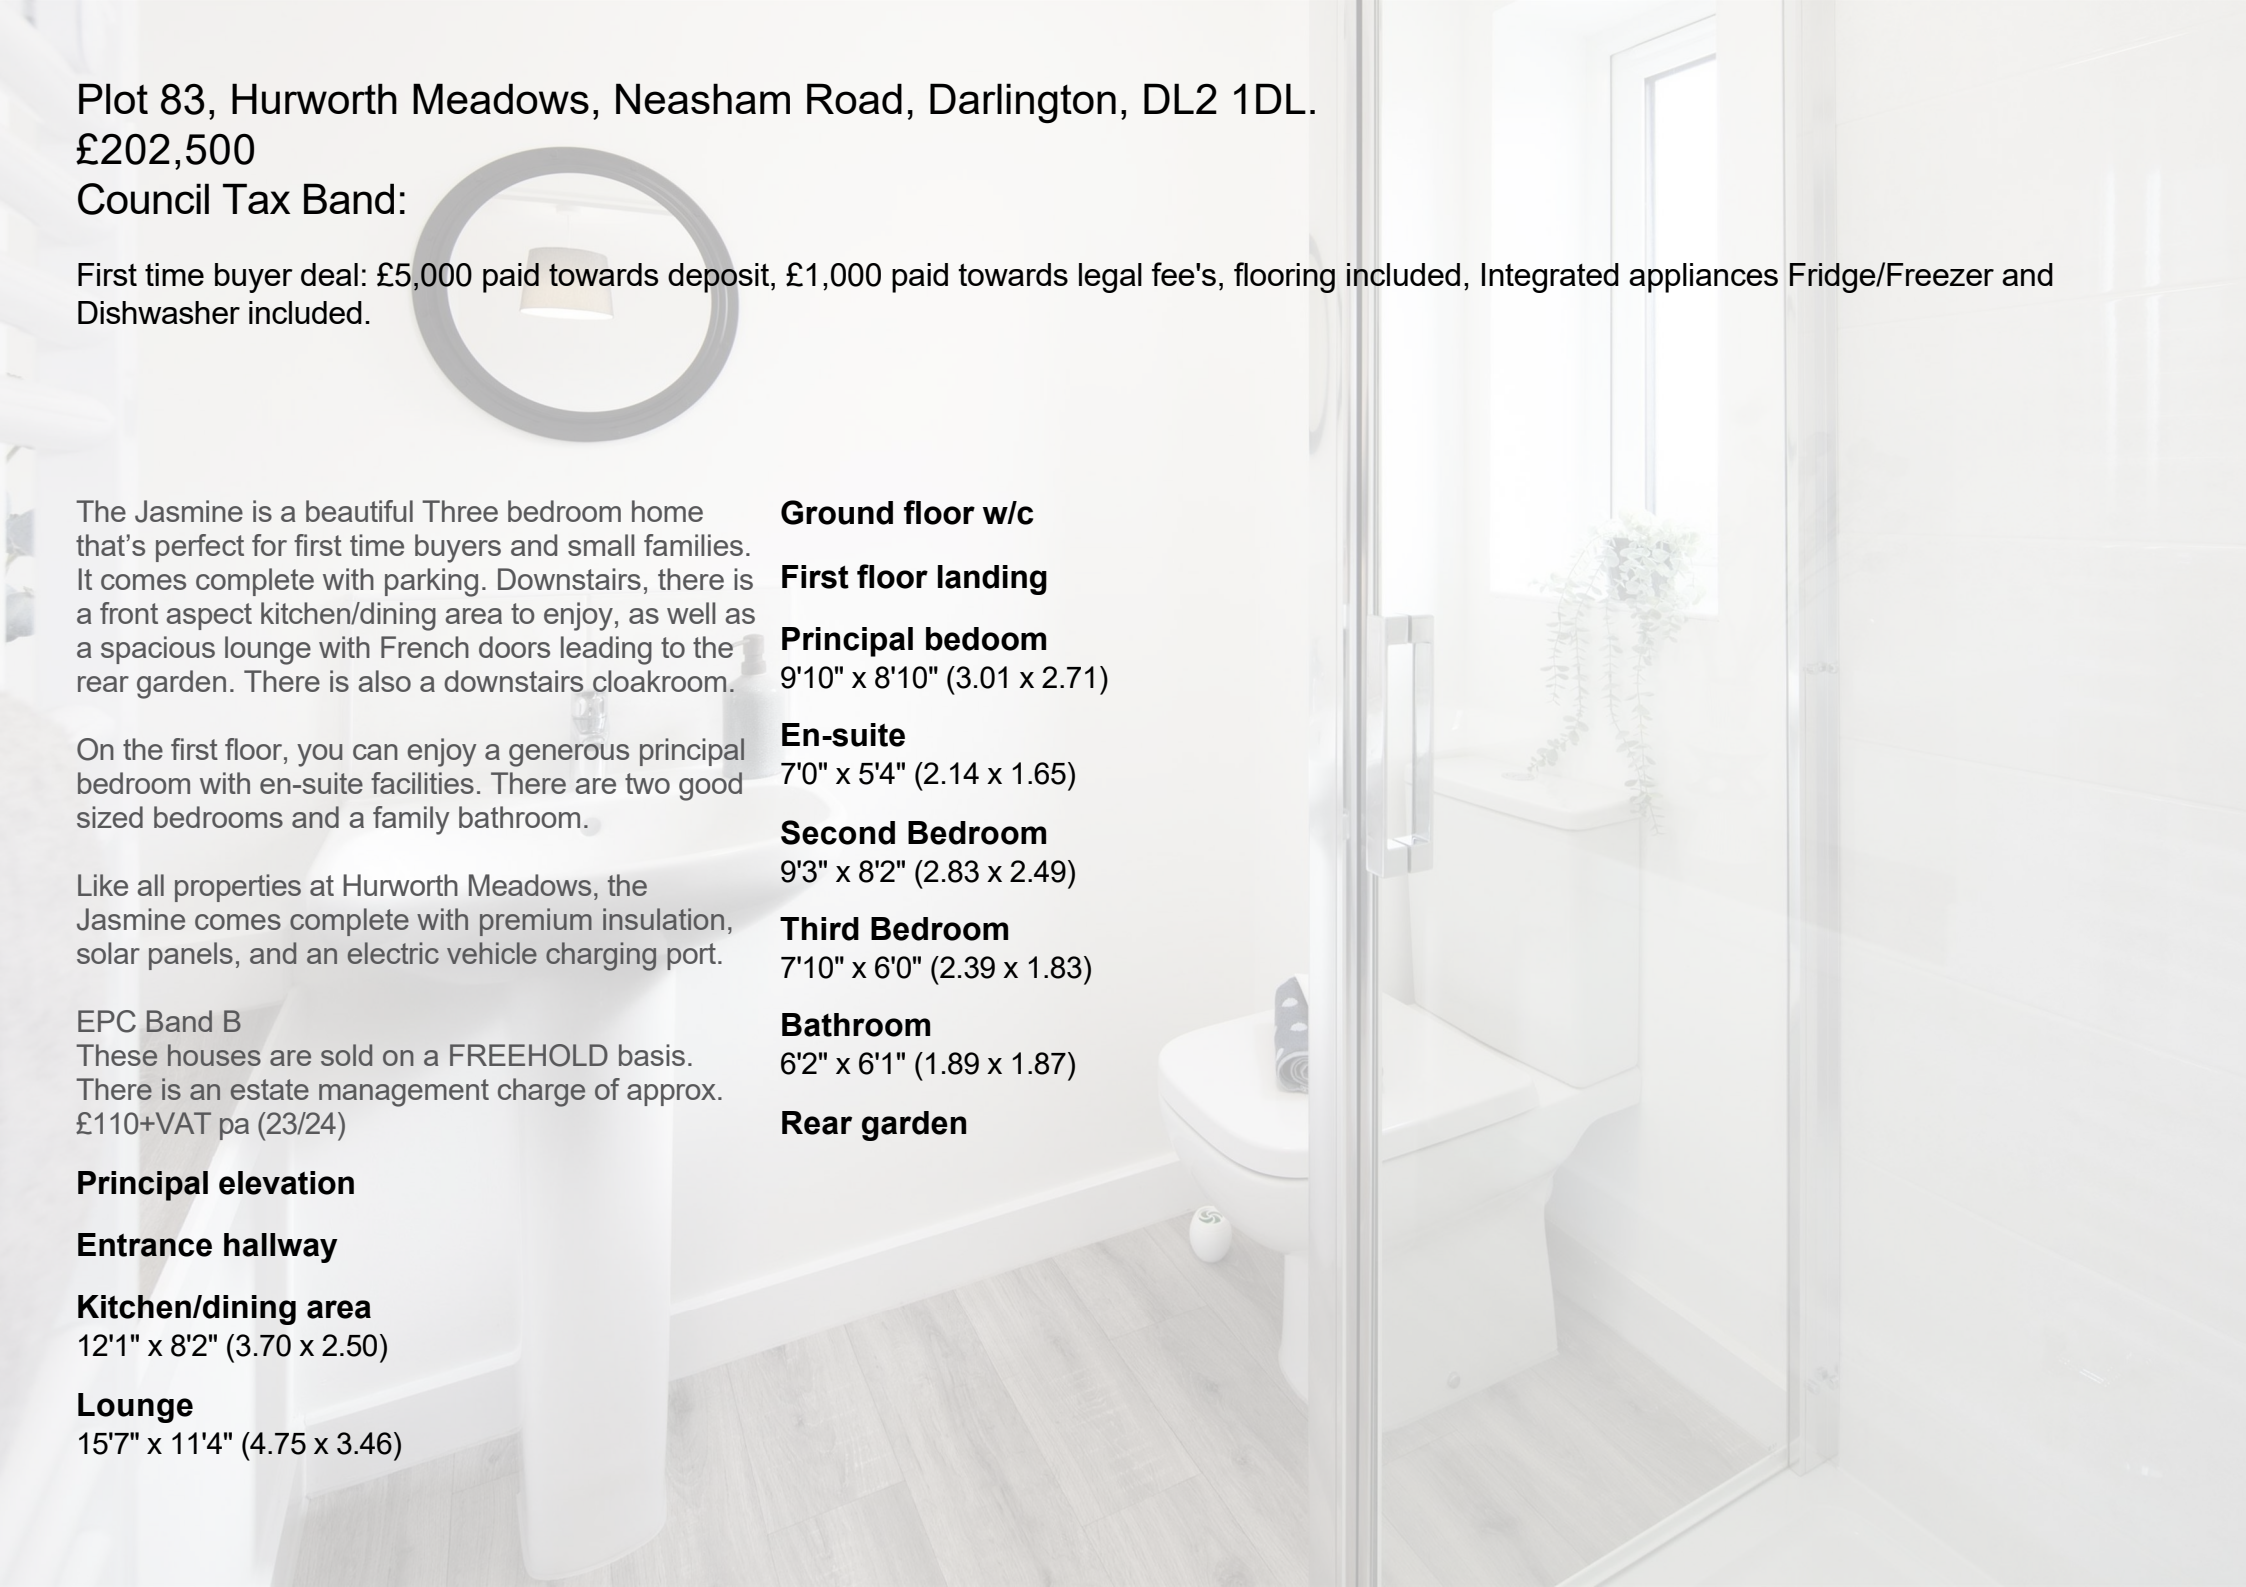 Plot 83, Hurworth Meadows, Neasham Road, Darlington, DL2 1DL.
£202,500
Council Tax Band:
First time buyer deal: £5,000 paid towards deposit, £1,000 paid towards legal fee's, flooring included, Integrated appliances Fridge/Freezer and
Dishwasher included.
The Jasmine is a beautiful Three bedroom home
that’s perfect for first time buyers and small families.
It comes complete with parking. Downstairs, there is
a front aspect kitchen/dining area to enjoy, as well as
a spacious lounge with French doors leading to the
rear garden. There is also a downstairs cloakroom.
On the first floor, you can enjoy a generous principal
bedroom with en-suite facilities. There are two good
sized bedrooms and a family bathroom.
Like all properties at Hurworth Meadows, the
Jasmine comes complete with premium insulation,
solar panels, and an electric vehicle charging port.
EPC Band B
These houses are sold on a FREEHOLD basis.
There is an estate management charge of approx.
£110+VAT pa (23/24)
Principal elevation
Entrance hallway
Kitchen/dining area
12'1" x 8'2" (3.70 x 2.50)
Lounge
15'7" x 11'4" (4.75 x 3.46)
Ground floor w/c
First floor landing
Principal bedoom
9'10" x 8'10" (3.01 x 2.71)
En-suite
7'0" x 5'4" (2.14 x 1.65)
Second Bedroom
9'3" x 8'2" (2.83 x 2.49)
Third Bedroom
7'10" x 6'0" (2.39 x 1.83)
Bathroom
6'2" x 6'1" (1.89 x 1.87)
Rear garden